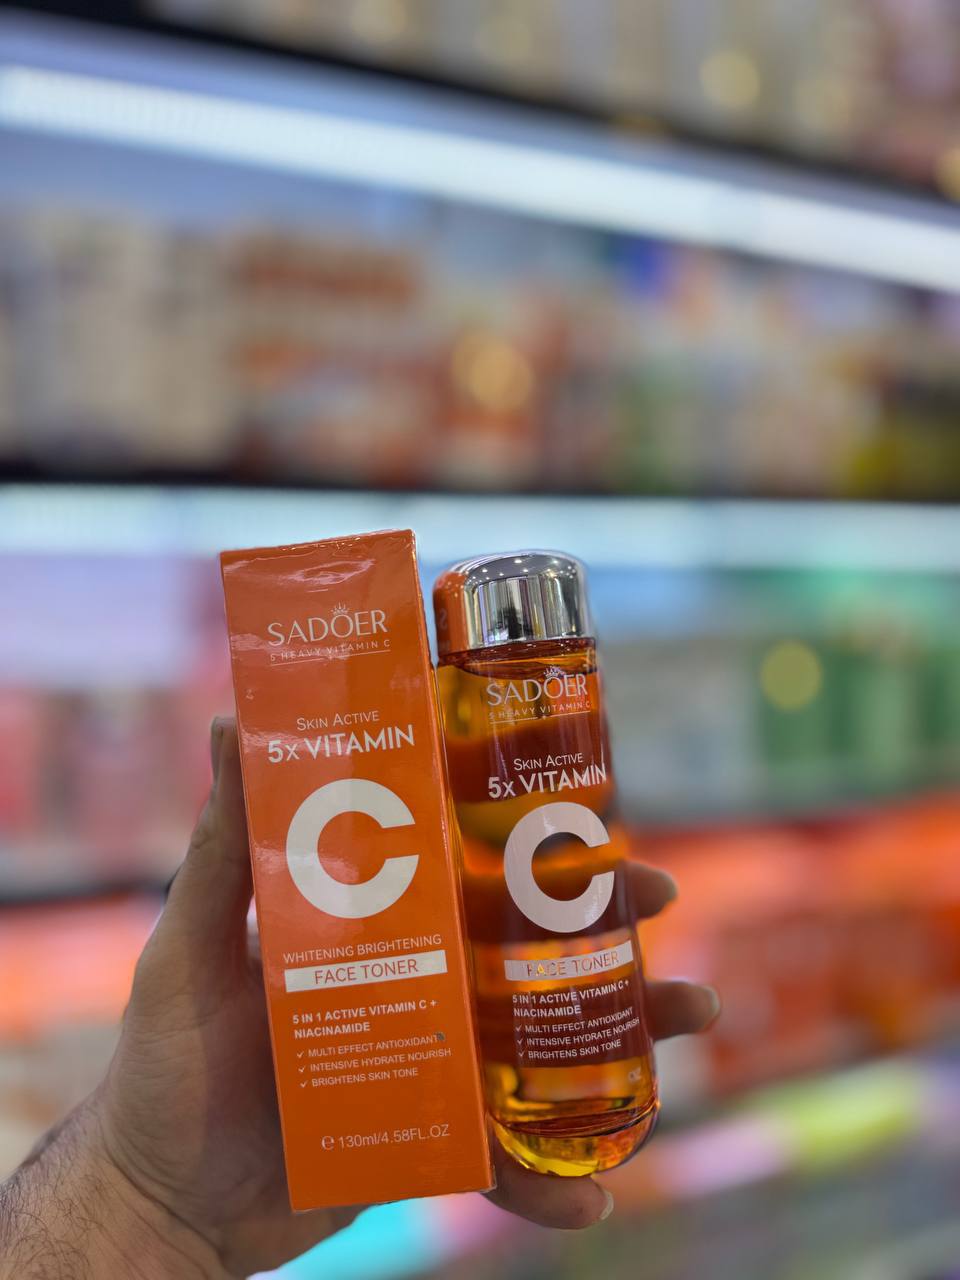 SADOER
5 HEAVY VITAMIN C
SKIN ACTIVE
5X VITAMIN
C
WHITENING BRIGHTENING
FACE TONER
5 IN 1 ACTIVE VITAMIN C +
NIACINAMIDE
✓ MULTI EFFECT ANTIOXIDANT
✓ INTENSIVE HYDRATE NOURISH
✓ BRIGHTENS SKIN TONE
℮ 130ml/4.58FL.OZ
SADOER
5 HEAVY VITAMIN C
SKIN ACTIVE
5X VITAMIN
C
FACE TONER
5 IN 1 ACTIVE VITAMIN C +
NIACINAMIDE
✓ MULTI EFFECT ANTIOXIDANT
✓ INTENSIVE HYDRATE NOURISH
✓ BRIGHTENS SKIN TONE
OZ